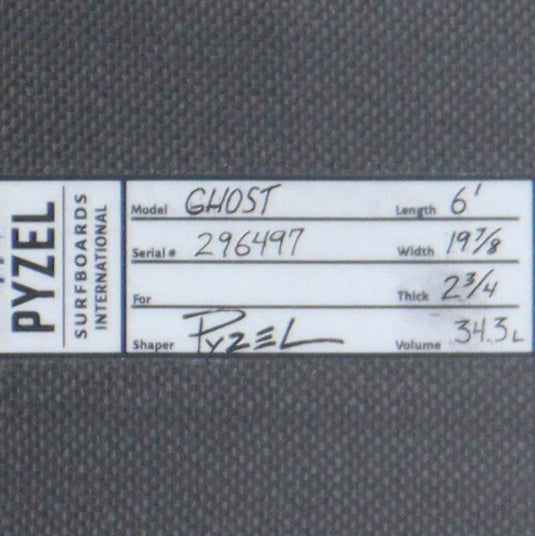 PYZEL
SURFBOARDS
INTERNATIONAL
Model GHOST Length 6'
Serial # 296497 Width 19 7/8
For Thick 2 3/4
Shaper PYZEL Volume 34.3L